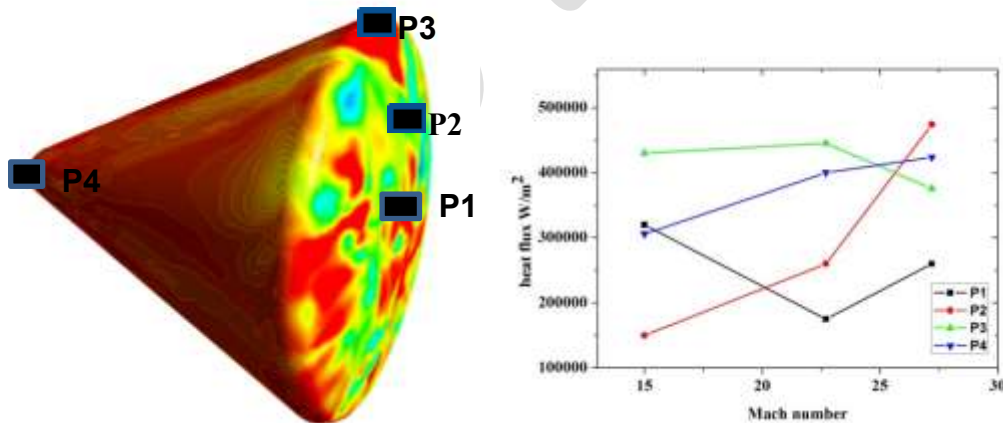 P3
P2
P4
P1
500000
400000
300000
200000
100000
heat flux W/m²
15
20
25
30
Mach number
P1
P2
P3
P4